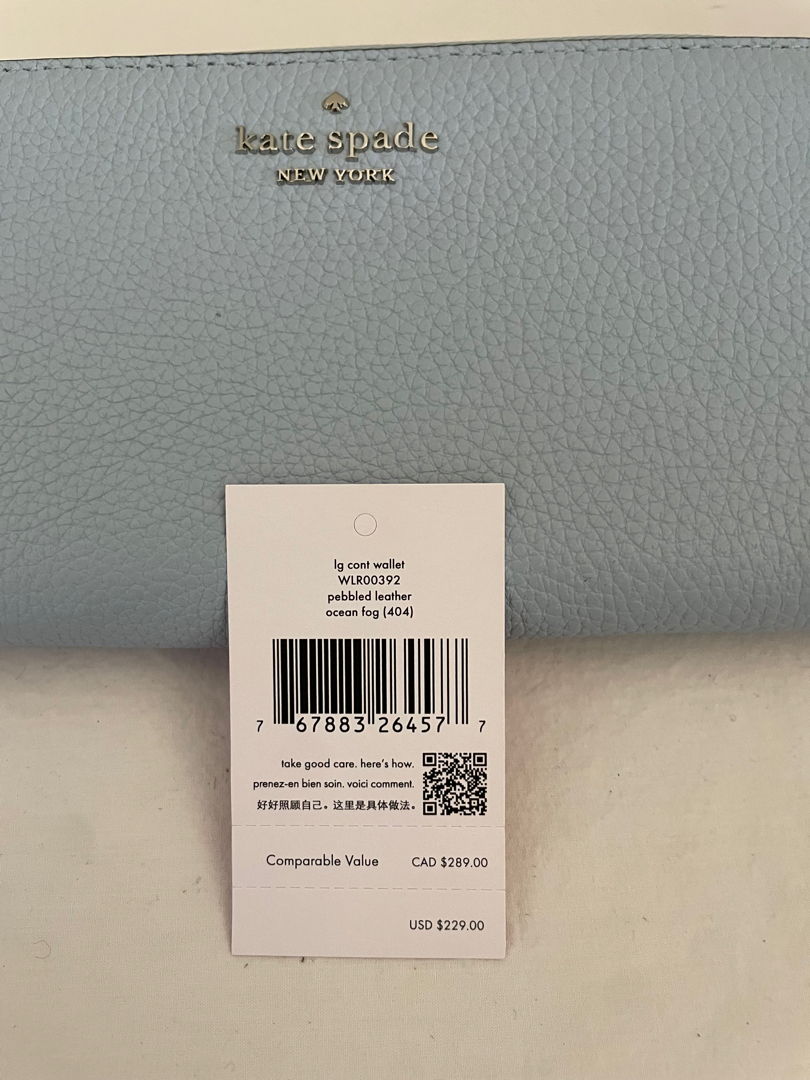 kate spade
NEW YORK
lg cont wallet
WLR00392
pebbled leather
ocean fog (404)
7 67883 26457 7
take good care. here's how.
prenez-en bien soin. voici comment.
好好照顾自己。这里是具体做法。
Comparable Value CAD $289.00
USD $229.00